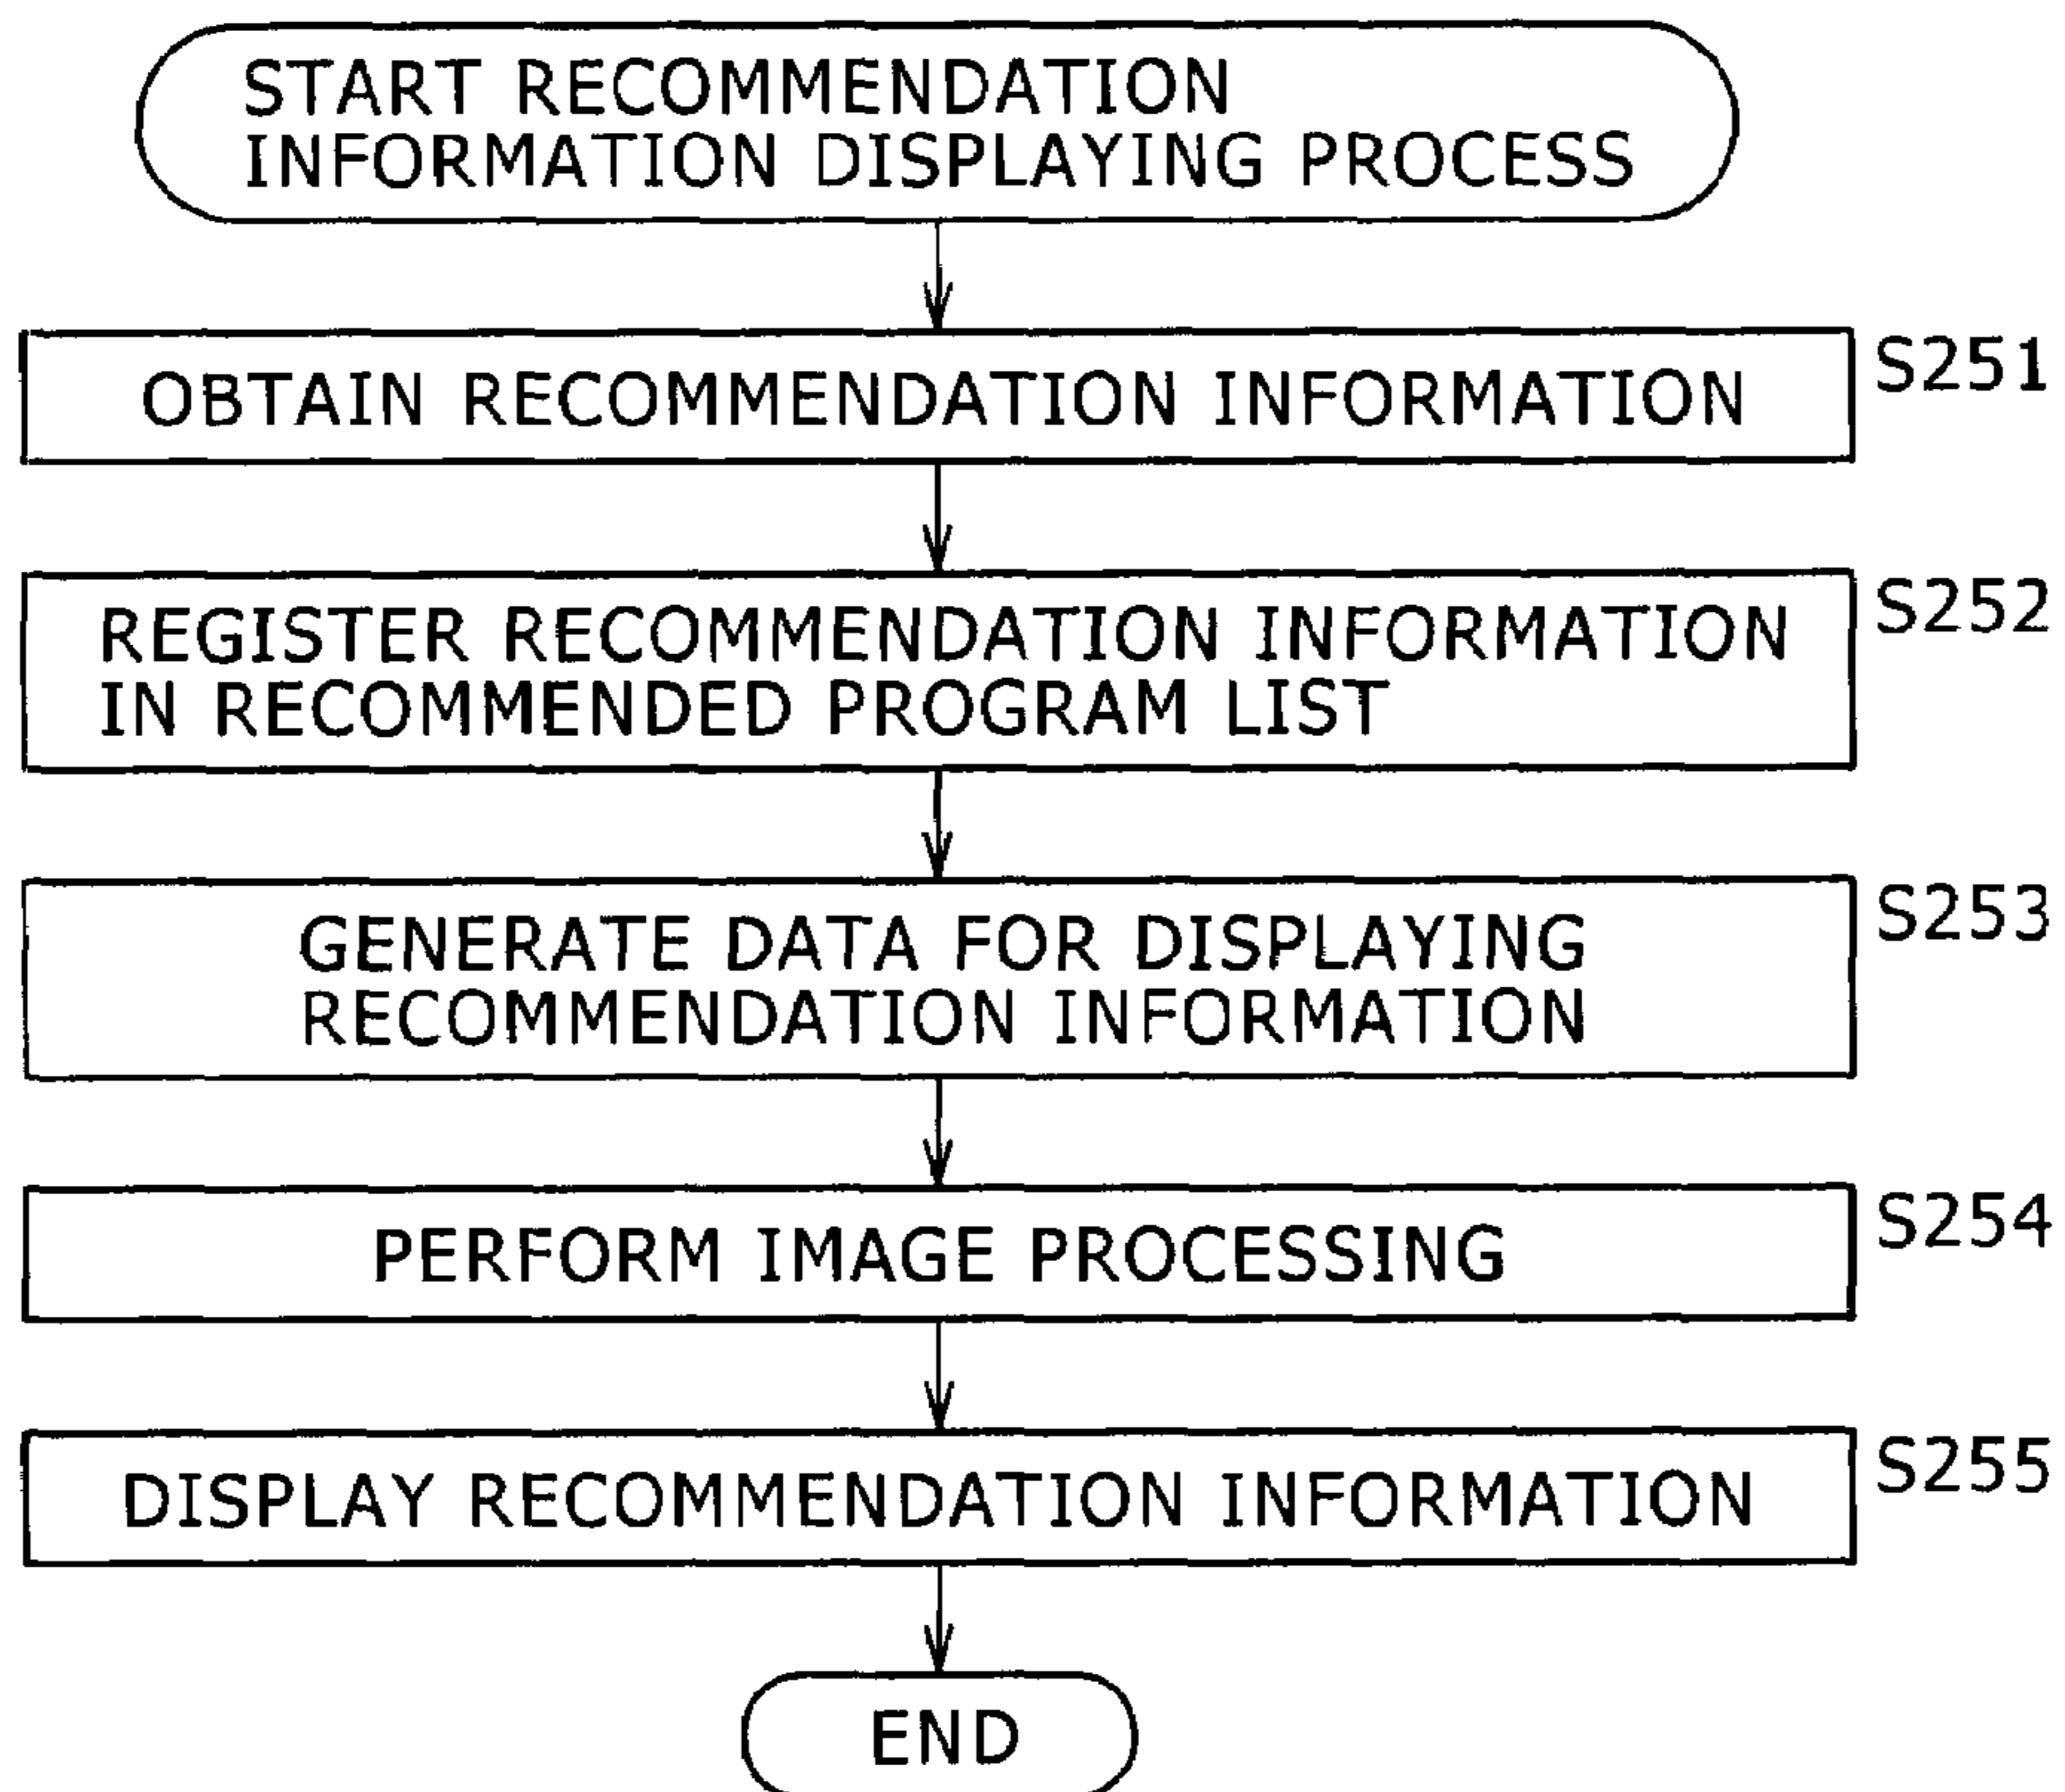 START RECOMMENDATION
INFORMATION DISPLAYING PROCESS
OBTAIN RECOMMENDATION INFORMATION
S251
REGISTER RECOMMENDATION INFORMATION
IN RECOMMENDED PROGRAM LIST
S252
GENERATE DATA FOR DISPLAYING
RECOMMENDATION INFORMATION
S253
PERFORM IMAGE PROCESSING
S254
DISPLAY RECOMMENDATION INFORMATION
S255
END